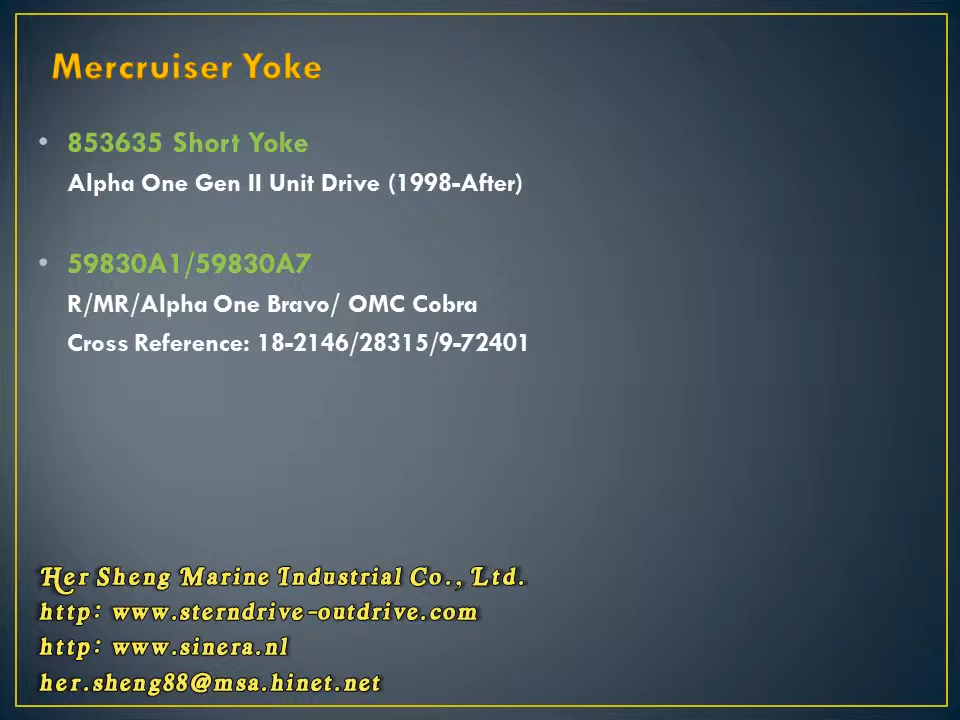 Mercruiser Yoke
• 853635 Short Yoke
Alpha One Gen II Unit Drive (1998-After)
• 59830A1/59830A7
R/MR/Alpha One Bravo/ OMC Cobra
Cross Reference: 18-2146/28315/9-72401
Her Sheng Marine Industrial Co., Ltd.
http: www.sterndrive-outdrive.com
http: www.sinera.nl
her.sheng88@msa.hinet.net